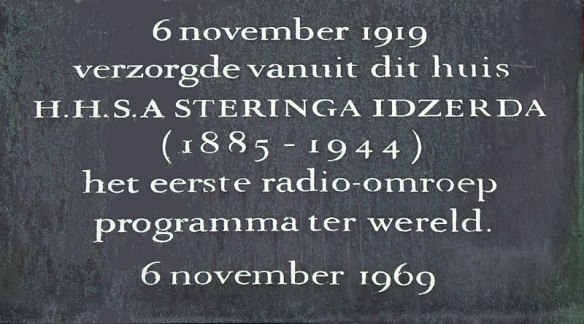 6 november 1919
verzorgde vanuit dit huis
H.H.S.A STERINGA IDZERDA
(1885 - 1944)
het eerste radio-omroep
programma ter wereld.
6 november 1969